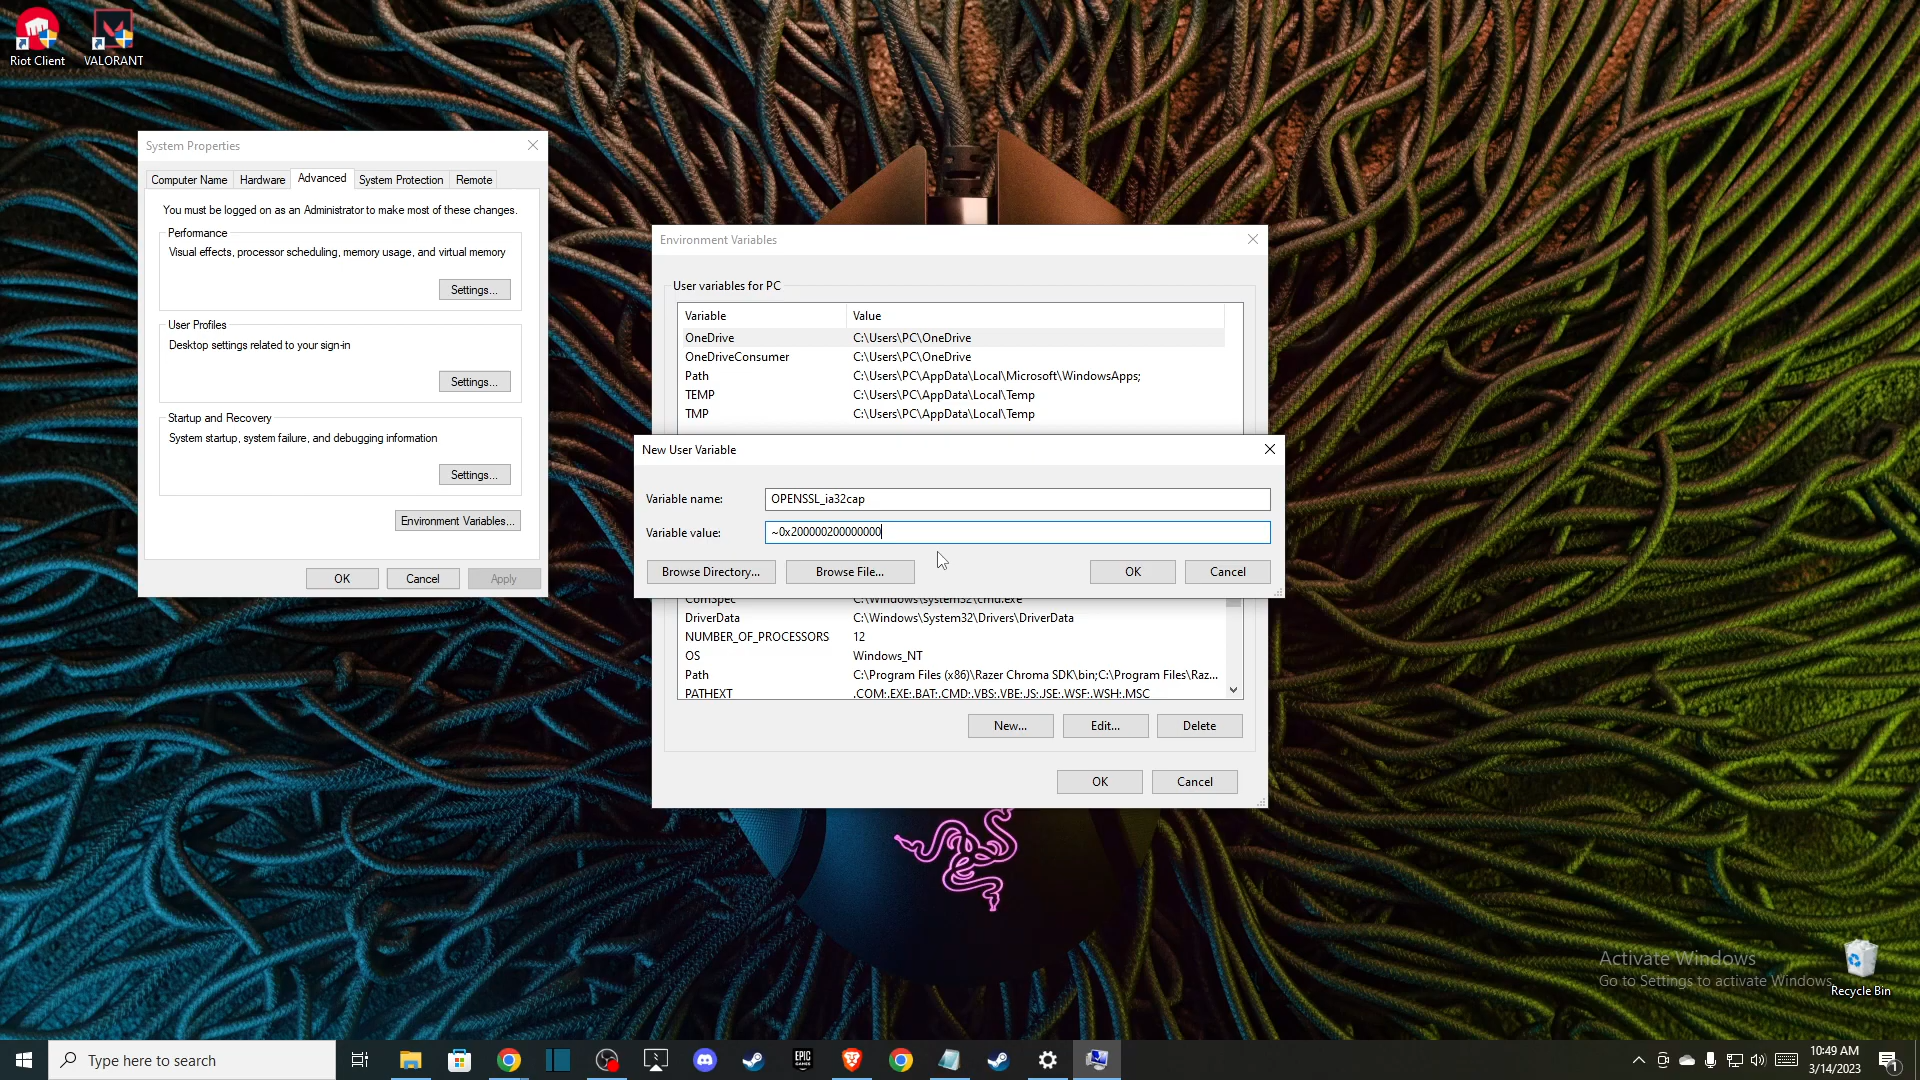 Riot Client
VALORANT
System Properties
Computer Name
Hardware
Advanced
System Protection
Remote
You must be logged on as an Administrator to make most of these changes.
Performance
Visual effects, processor scheduling, memory usage, and virtual memory
Settings...
User Profiles
Desktop settings related to your sign-in
Settings...
Startup and Recovery
System startup, system failure, and debugging information
Settings...
Environment Variables...
OK
Cancel
Apply
Environment Variables
User variables for PC
Variable Value
OneDrive C:\Users\PC\OneDrive
OneDriveConsumer C:\Users\PC\OneDrive
Path C:\Users\PC\AppData\Local\Microsoft\WindowsApps;
TEMP C:\Users\PC\AppData\Local\Temp
TMP C:\Users\PC\AppData\Local\Temp
New User Variable
Variable name: OPENSSL_ia32cap
Variable value: ~0x200000200000000
Browse Directory...
Browse File...
OK
Cancel
ComSpec C:\Windows\system32\cmd.exe
DriverData C:\Windows\System32\Drivers\DriverData
NUMBER_OF_PROCESSORS 12
OS Windows_NT
Path C:\Program Files (x86)\Razer Chroma SDK\bin;C:\Program Files\Raz...
PATHEXT .COM;.EXE;.BAT;.CMD;.VBS;.VBE;.JS;.JSE;.WSF;.WSH;.MSC
New...
Edit...
Delete
OK
Cancel
Activate Windows
Go to Settings to activate Windows.
Recycle Bin
Type here to search
EPIC
GAMES
10:49 AM
3/14/2023
1